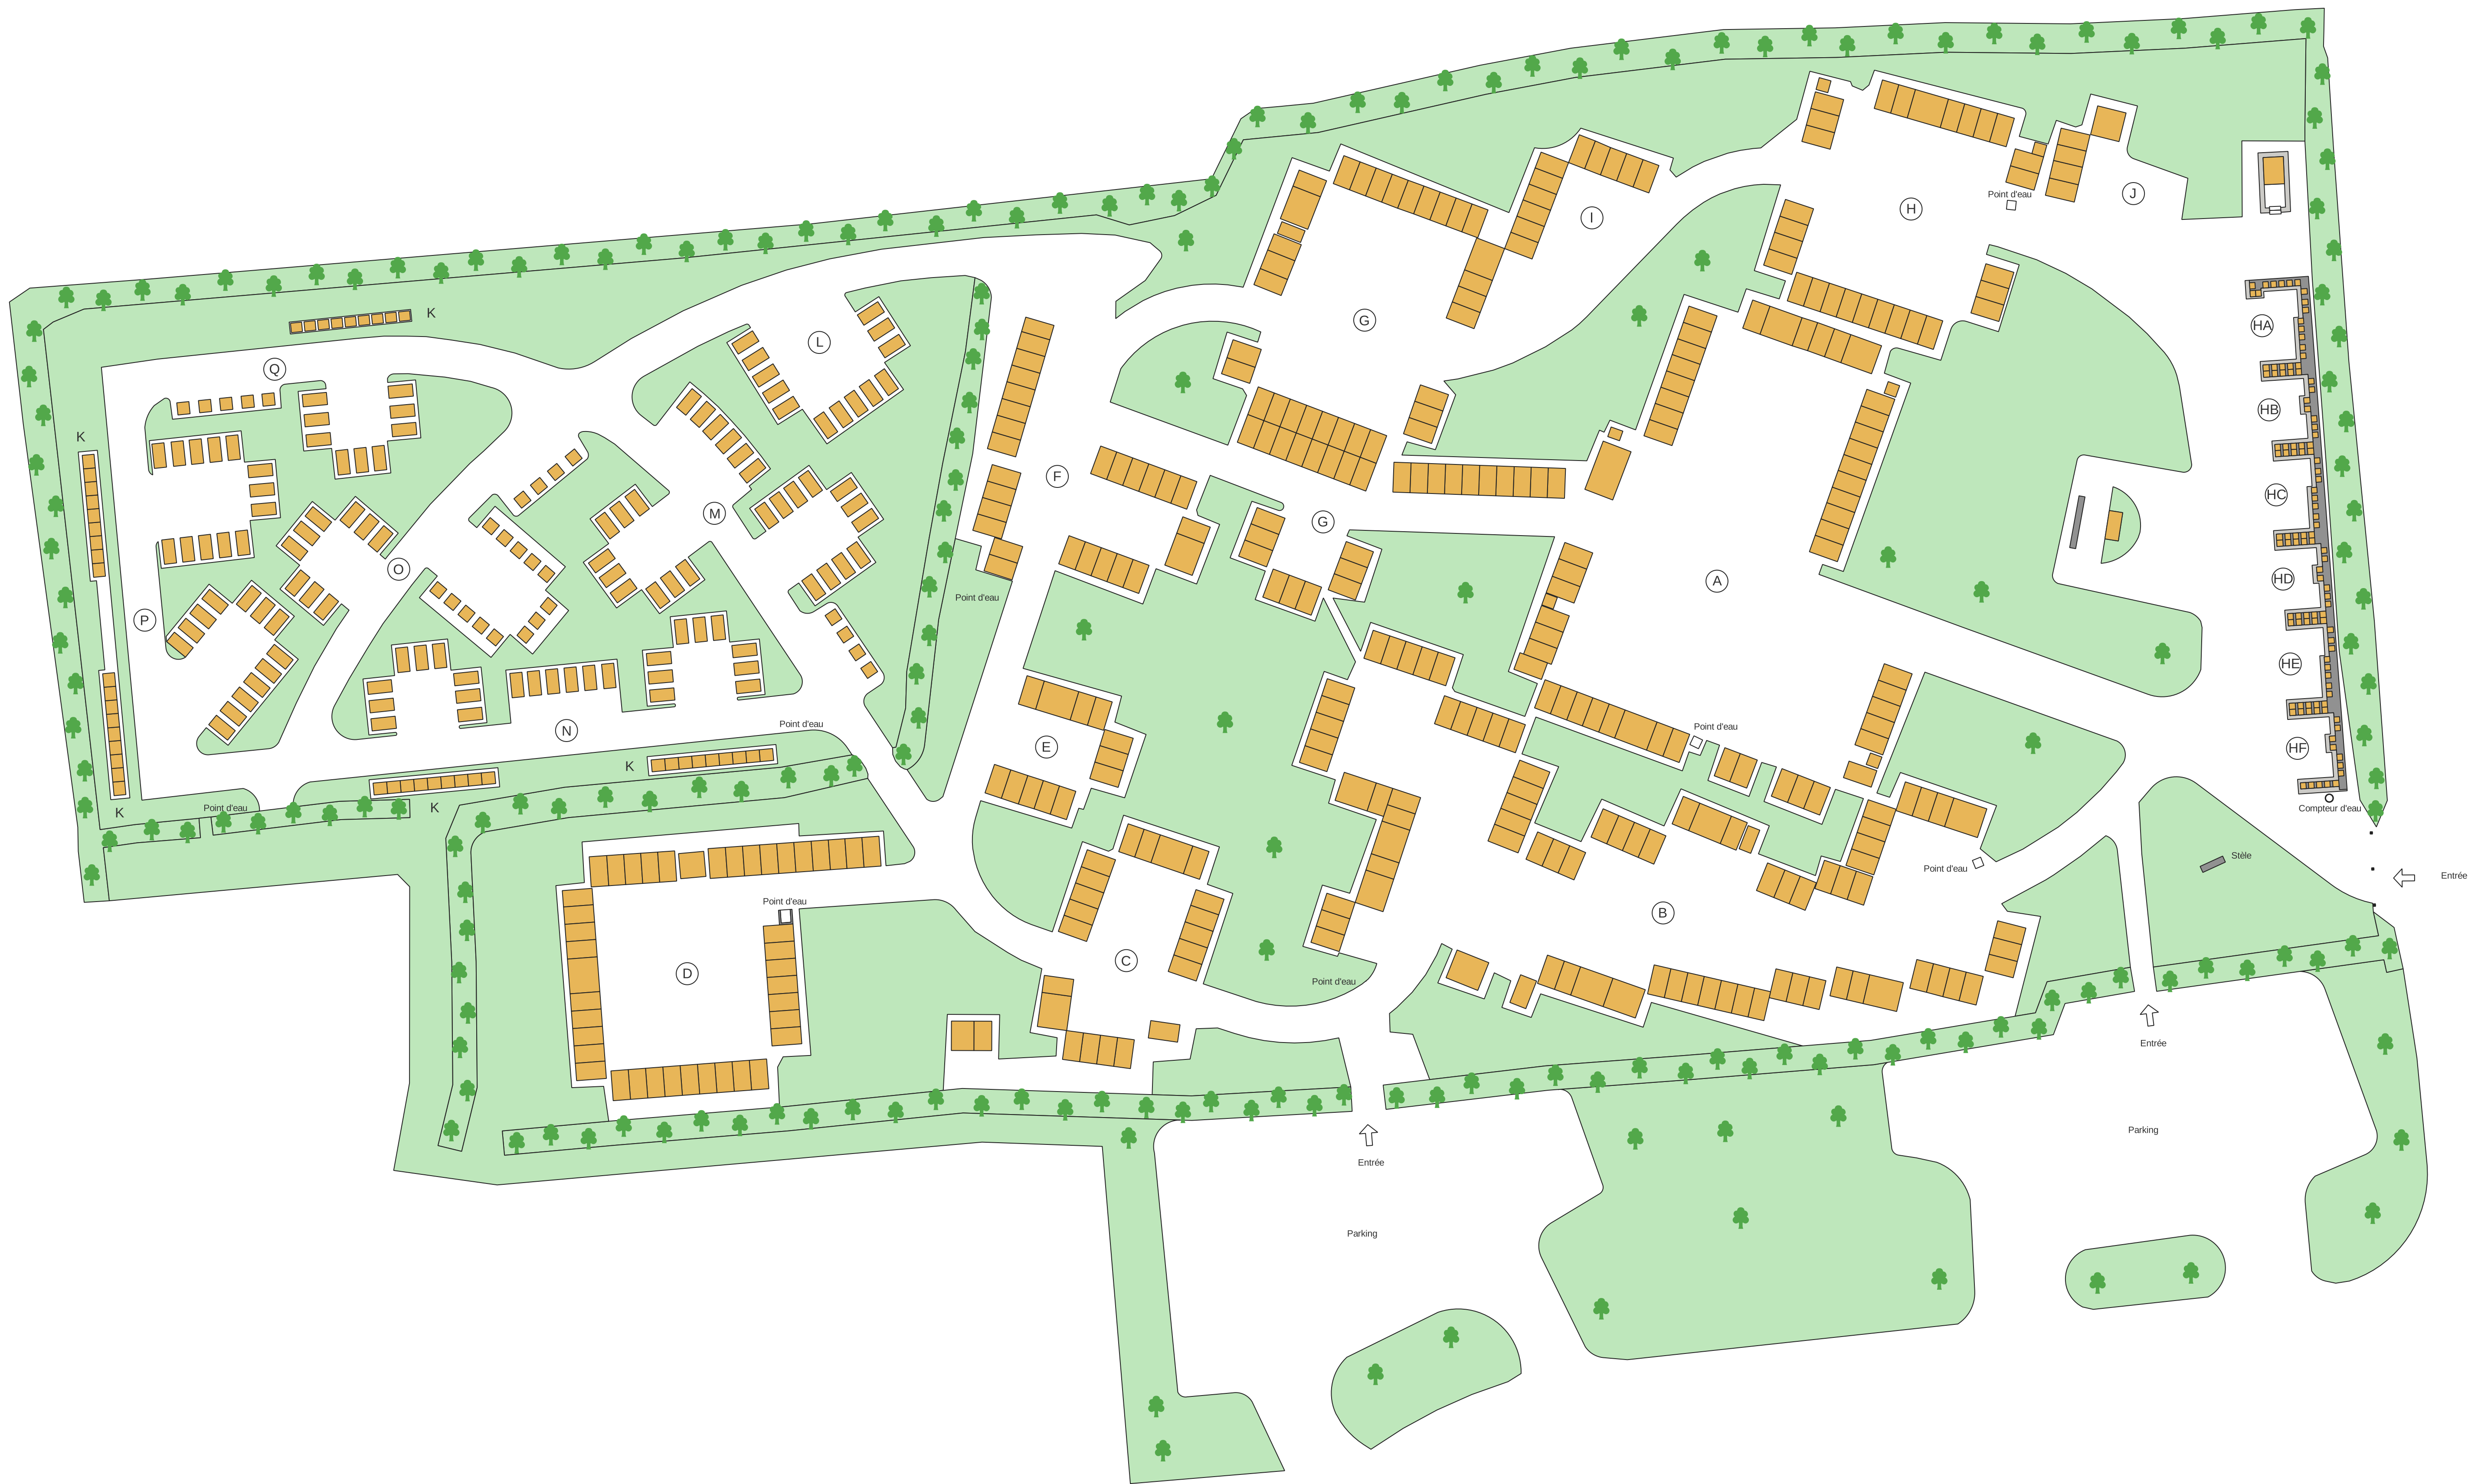 J
Point d'eau
H
I
K
G
HA
L
Q
HB
K
F
HC
G
M
O
HD
A
Point d'eau
P
HE
Point d'eau
Point d'eau
N
E
HF
K
Point d'eau
K
K
Compteur d'eau
Stèle
Point d'eau
Entrée
Point d'eau
B
C
D
Point d'eau
Entrée
Parking
Entrée
Parking